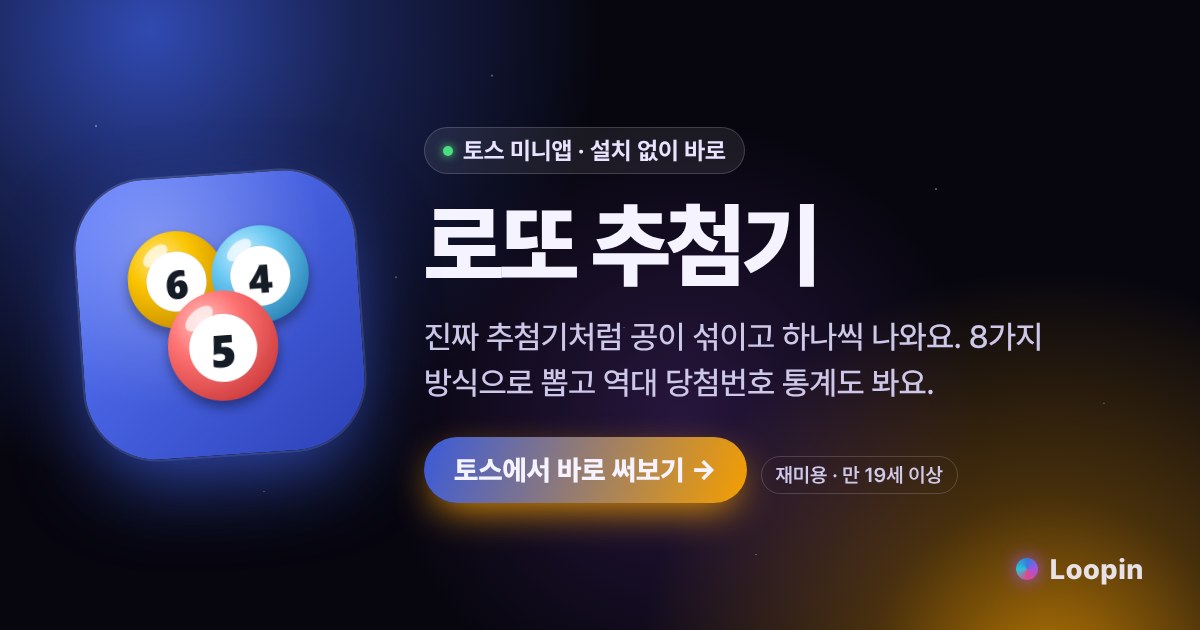 토스 미니앱 · 설치 없이 바로
로또 추첨기
6 4
5
진짜 추첨기처럼 공이 섞이고 하나씩 나와요. 8가지
방식으로 뽑고 역대 당첨번호 통계도 봐요.
토스에서 바로 써보기 →
재미용 · 만 19세 이상
Loopin